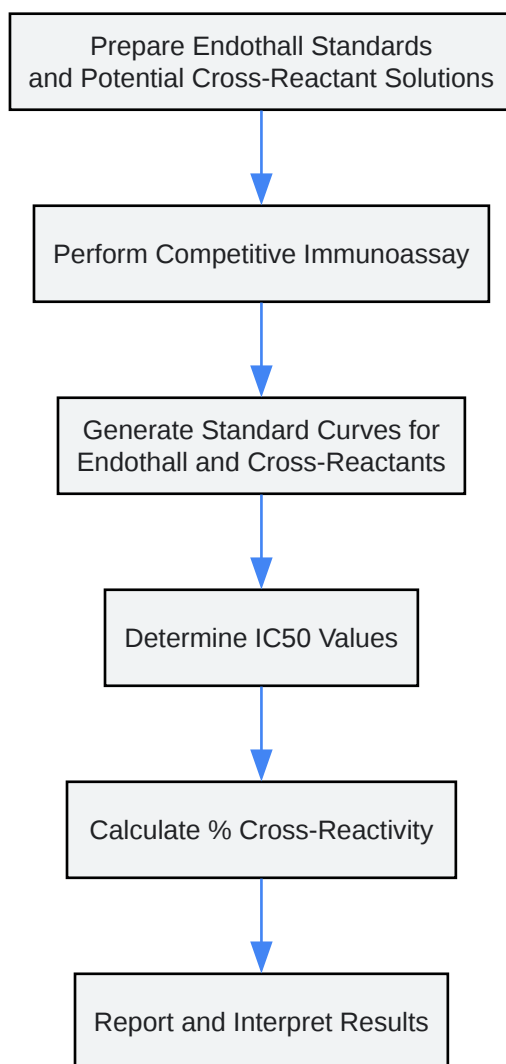 Prepare Endothall Standards
and Potential Cross-Reactant Solutions
Perform Competitive Immunoassay
Generate Standard Curves for
Endothall and Cross-Reactants
Determine IC50 Values
Calculate % Cross-Reactivity
Report and Interpret Results